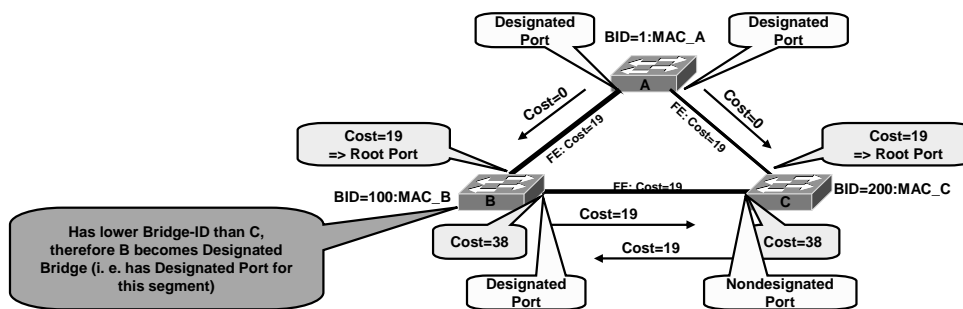 Designated
Port
BID=1:MAC_A
Designated
Port
A
Cost=0
Cost=0
Cost=19
=> Root Port
FE: Cost=19
FE: Cost=19
Cost=19
=> Root Port
BID=100:MAC_B
B
FE: Cost=19
C
BID=200:MAC_C
Has lower Bridge-ID than C,
therefore B becomes Designated
Bridge (i. e. has Designated Port for
this segment)
Cost=38
Cost=19
Cost=19
Cost=38
Designated
Port
Nondesignated
Port